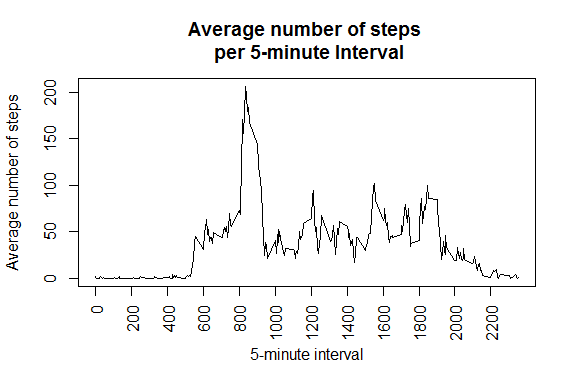 Average number of steps
per 5-minute Interval
Average number of steps
200
150
100
50
0
0 200 400 600 800 1000 1200 1400 1600 1800 2000 2200
5-minute interval